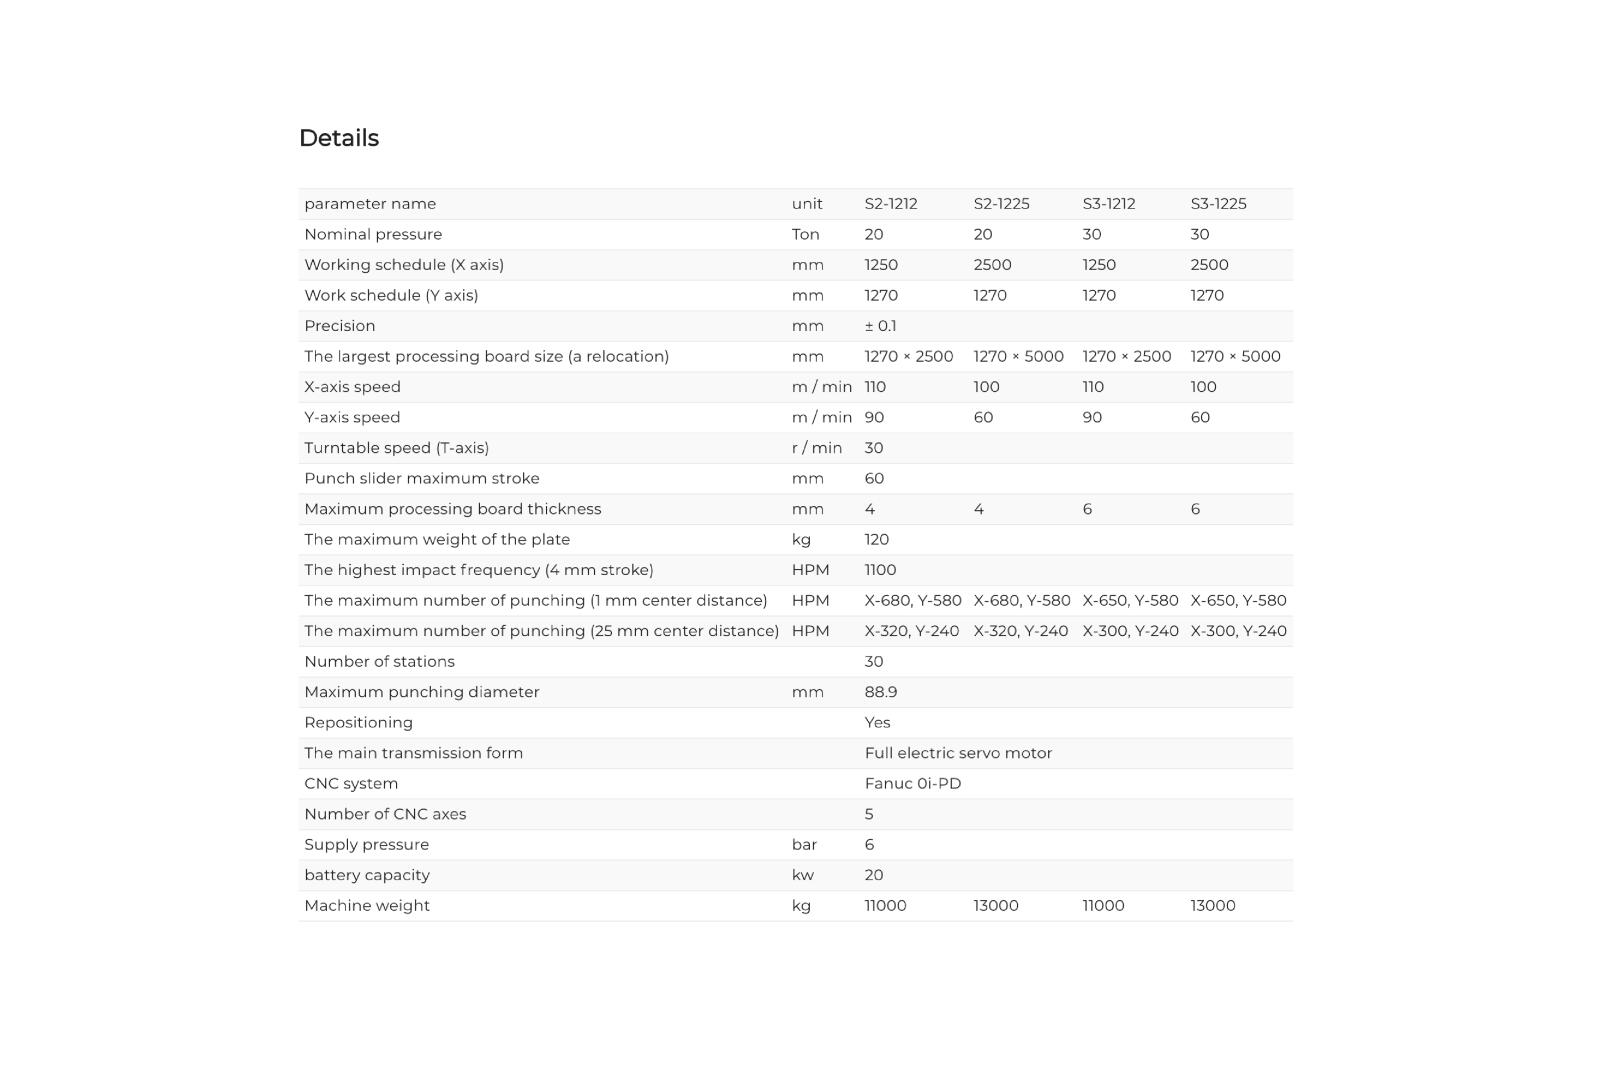 Details
parameter name unit S2-1212 S2-1225 S3-1212 S3-1225
Nominal pressure Ton 20 20 30 30
Working schedule (X axis) mm 1250 2500 1250 2500
Work schedule (Y axis) mm 1270 1270 1270 1270
Precision mm ± 0.1
The largest processing board size (a relocation) mm 1270 × 2500 1270 × 5000 1270 × 2500 1270 × 5000
X-axis speed m / min 110 100 110 100
Y-axis speed m / min 90 60 90 60
Turntable speed (T-axis) r / min 30
Punch slider maximum stroke mm 60
Maximum processing board thickness mm 4 4 6 6
The maximum weight of the plate kg 120
The highest impact frequency (4 mm stroke) HPM 1100
The maximum number of punching (1 mm center distance) HPM X-680, Y-580 X-680, Y-580 X-650, Y-580 X-650, Y-580
The maximum number of punching (25 mm center distance) HPM X-320, Y-240 X-320, Y-240 X-300, Y-240 X-300, Y-240
Number of stations 30
Maximum punching diameter mm 88.9
Repositioning Yes
The main transmission form Full electric servo motor
CNC system Fanuc 0i-PD
Number of CNC axes 5
Supply pressure bar 6
battery capacity kw 20
Machine weight kg 11000 13000 11000 13000